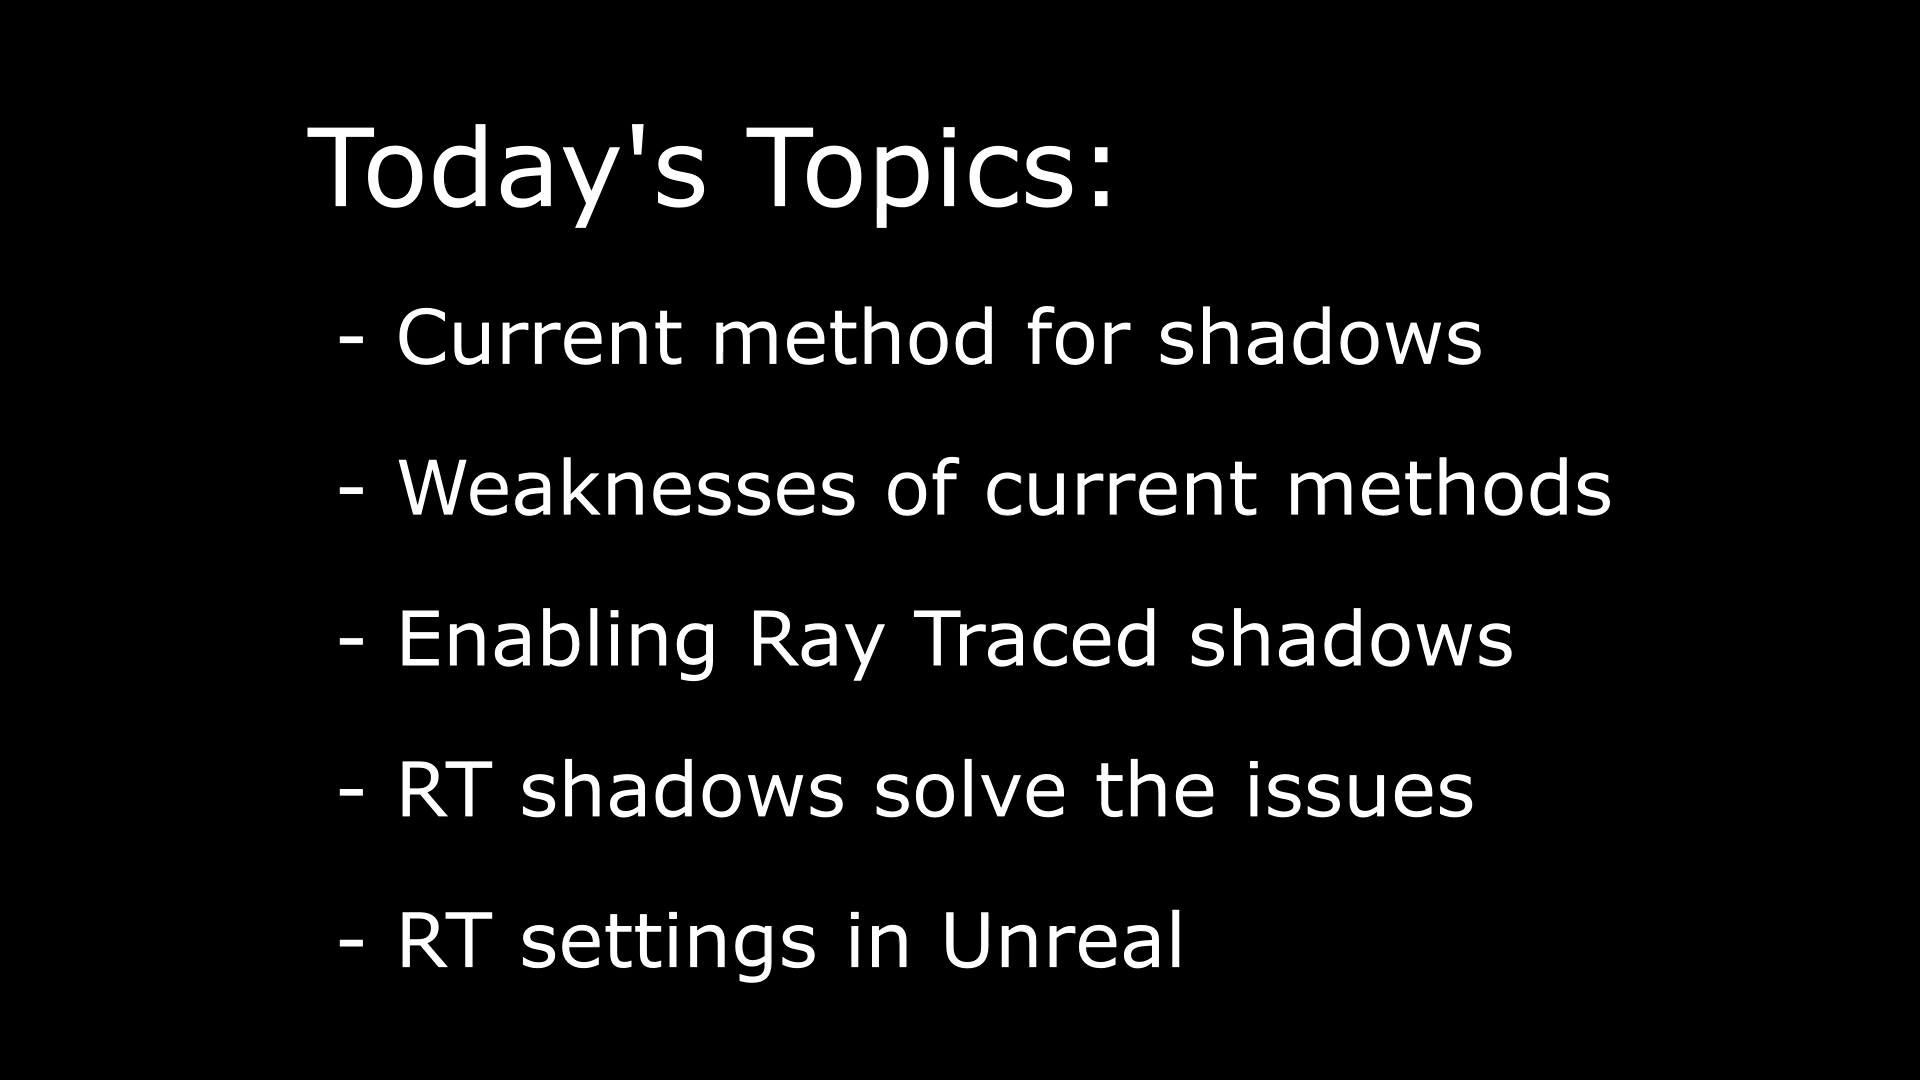 Today's Topics:
- Current method for shadows
- Weaknesses of current methods
- Enabling Ray Traced shadows
- RT shadows solve the issues
- RT settings in Unreal